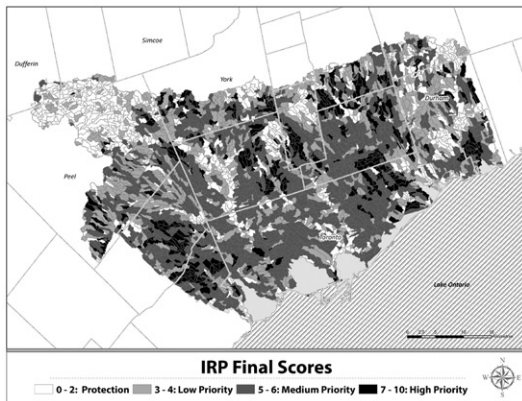 Simcoe
Dufferin
York
Durham
Peel
Toronto
Lake Ontario
IRP Final Scores
0 - 2: Protection 3 - 4: Low Priority 5 - 6: Medium Priority 7 - 10: High Priority
N
W E
S